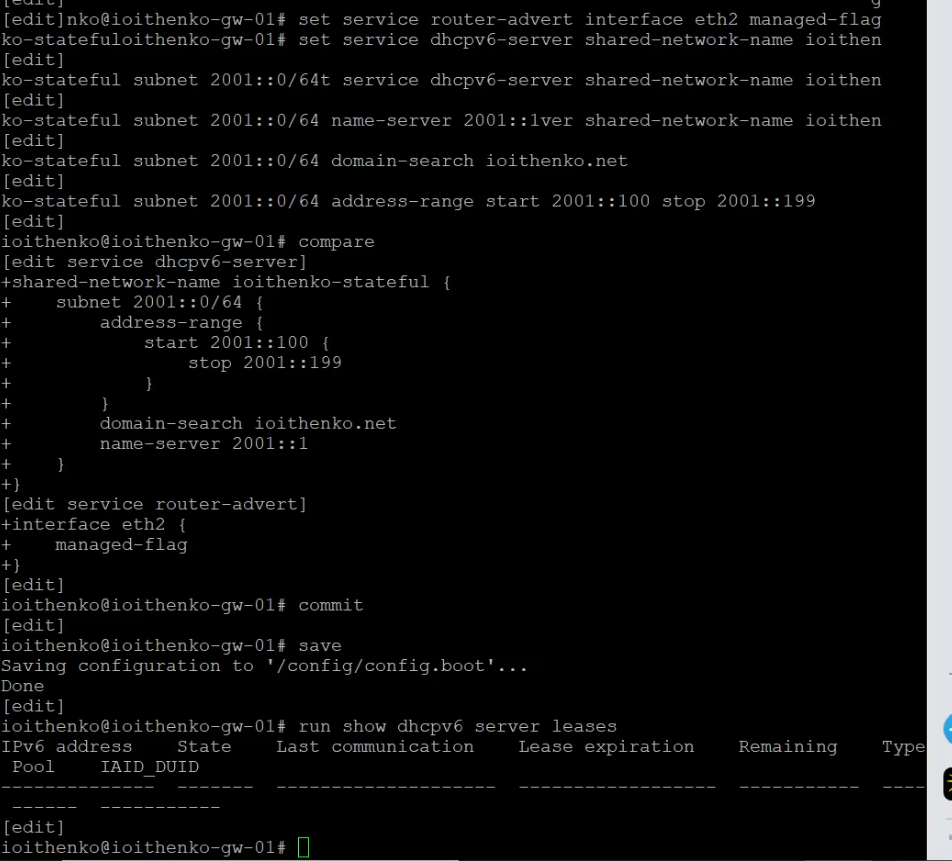 [edit]
[edit]nko@ioithenko-gw-01# set service router-advert interface eth2 managed-flag
ko-statefuloithenko-gw-01# set service dhcpv6-server shared-network-name ioithen
[edit]
ko-stateful subnet 2001::0/64t service dhcpv6-server shared-network-name ioithen
[edit]
ko-stateful subnet 2001::0/64 name-server 2001::1ver shared-network-name ioithen
[edit]
ko-stateful subnet 2001::0/64 domain-search ioithenko.net
[edit]
ko-stateful subnet 2001::0/64 address-range start 2001::100 stop 2001::199
[edit]
ioithenko@ioithenko-gw-01# compare
[edit service dhcpv6-server]
+shared-network-name ioithenko-stateful {
+    subnet 2001::0/64 {
+        address-range {
+            start 2001::100 {
+                stop 2001::199
+            }
+        }
+        domain-search ioithenko.net
+        name-server 2001::1
+    }
+}
[edit service router-advert]
+interface eth2 {
+    managed-flag
+}
[edit]
ioithenko@ioithenko-gw-01# commit
[edit]
ioithenko@ioithenko-gw-01# save
Saving configuration to '/config/config.boot'...
Done
[edit]
ioithenko@ioithenko-gw-01# run show dhcpv6 server leases
IPv6 address    State    Last communication    Lease expiration    Remaining    Type
 Pool    IAID_DUID
--------------  -------  --------------------  ------------------  -----------  ----
 ------  -----------
[edit]
ioithenko@ioithenko-gw-01#